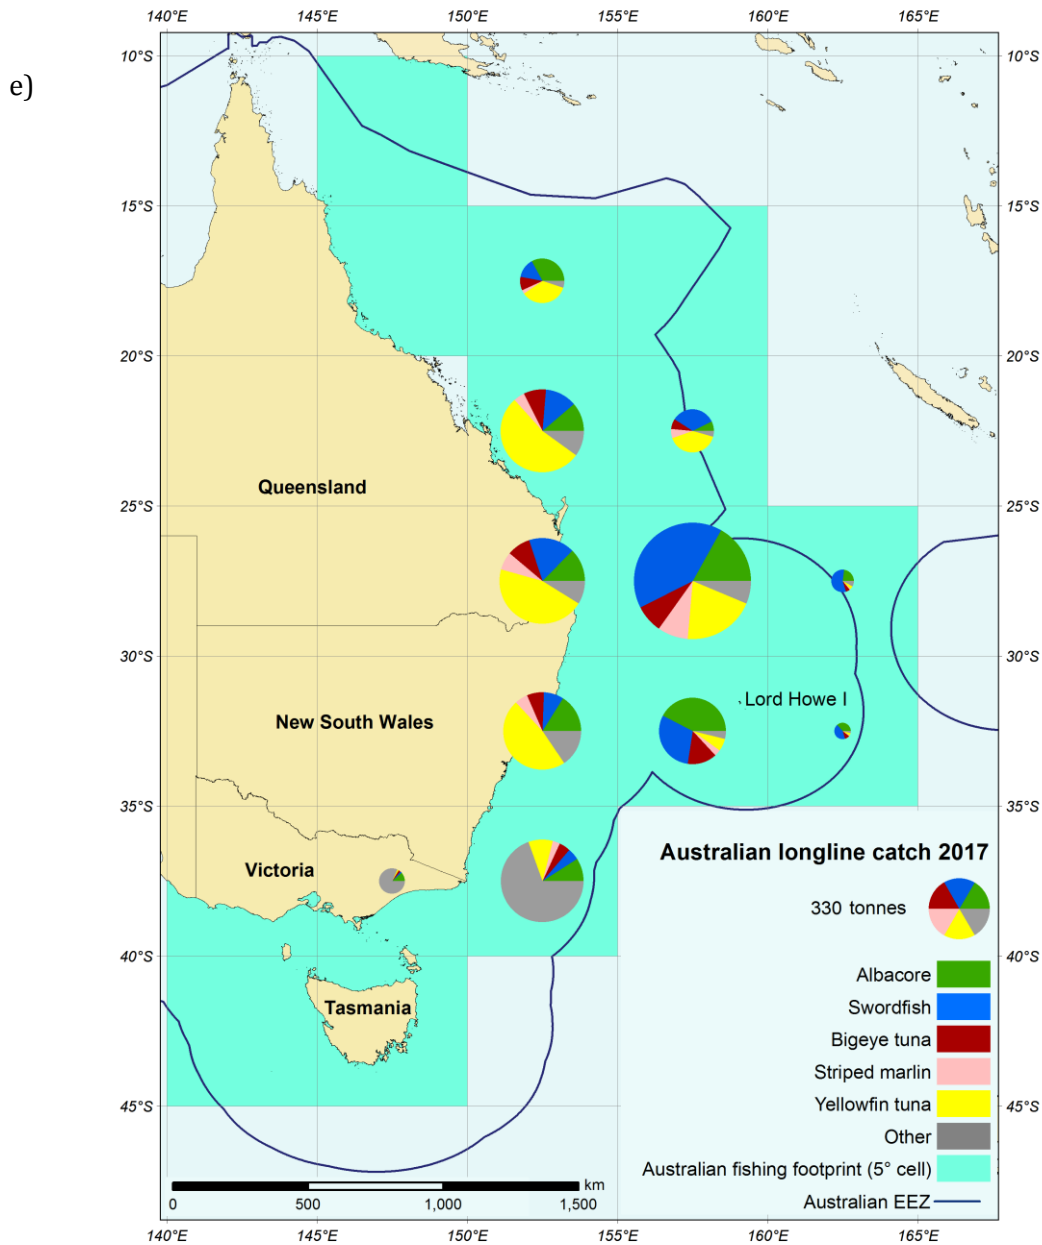 140°E 145°E 150°E 155°E 160°E 165°E
e)
10°S 10°S
15°S 15°S
20°S 20°S
Queensland
25°S 25°S
30°S 30°S
Lord Howe I
New South Wales
35°S 35°S
Australian longline catch 2017
Victoria
330 tonnes
40°S 40°S
Albacore
Swordfish
Tasmania
Bigeye tuna
Striped marlin
Yellowfin tuna
45°S 45°S
Other
Australian fishing footprint (5° cell)
km
0 500 1,000 1,500
Australian EEZ
140°E 145°E 150°E 155°E 160°E 165°E